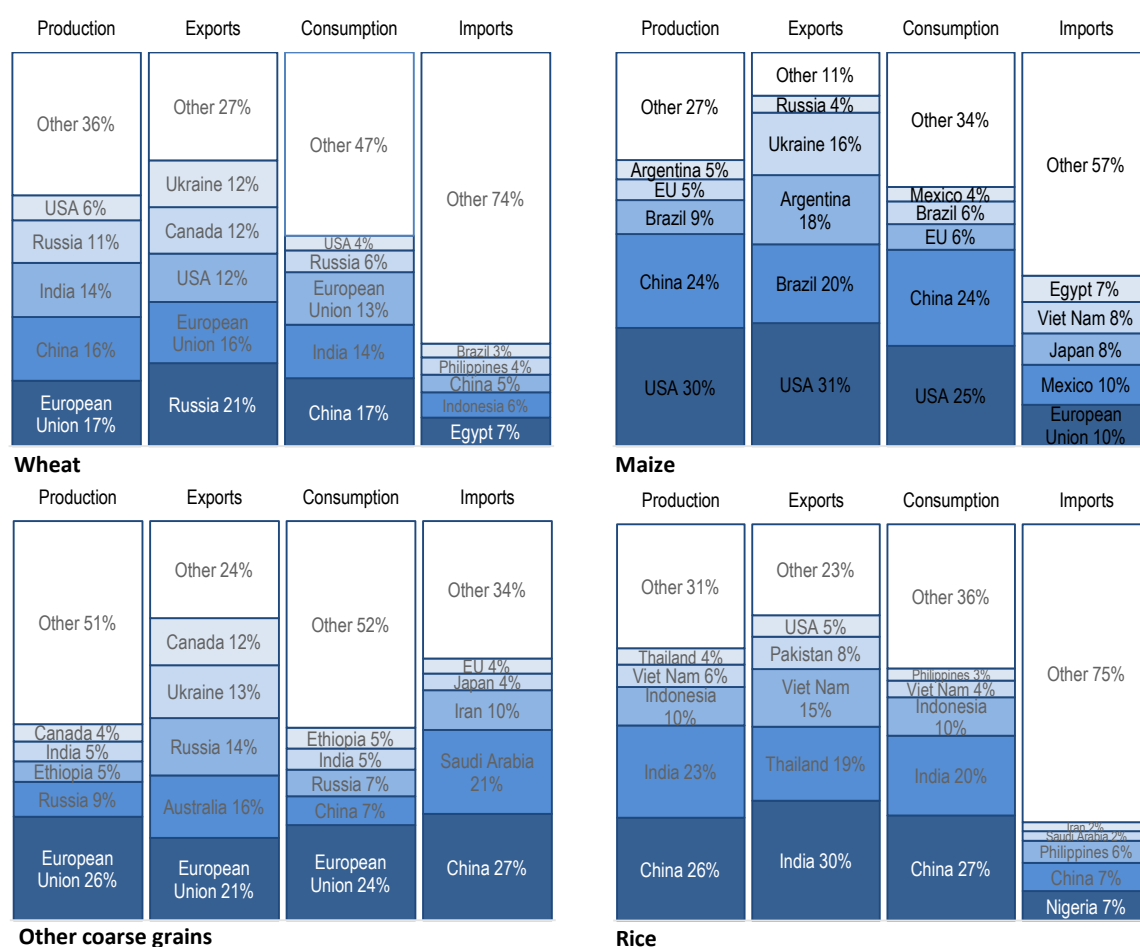 Production Exports Consumption Imports
Other 36%
USA 6%
Russia 11%
India 14%
China 16%
European
Union 17%
Other 27%
Ukraine 12%
Canada 12%
USA 12%
European
Union 16%
Russia 21%
Other 47%
USA 4%
Russia 6%
European
Union 13%
India 14%
China 17%
Other 74%
Brazil 3%
Philippines 4%
China 5%
Indonesia 6%
Egypt 7%
Wheat
Production Exports Consumption Imports
Other 27%
Argentina 5%
EU 5%
Brazil 9%
China 24%
USA 30%
Other 11%
Russia 4%
Ukraine 16%
Argentina
18%
Brazil 20%
USA 31%
Other 34%
Mexico 4%
Brazil 6%
EU 6%
China 24%
USA 25%
Other 57%
Egypt 7%
Viet Nam 8%
Japan 8%
Mexico 10%
European
Union 10%
Maize
Production Exports Consumption Imports
Other 51%
Canada 4%
India 5%
Ethiopia 5%
Russia 9%
European
Union 26%
Other 24%
Canada 12%
Ukraine 13%
Russia 14%
Australia 16%
European
Union 21%
Other 52%
Ethiopia 5%
India 5%
Russia 7%
China 7%
European
Union 24%
Other 34%
EU 4%
Japan 4%
Iran 10%
Saudi Arabia
21%
China 27%
Other coarse grains
Production Exports Consumption Imports
Other 31%
Thailand 4%
Viet Nam 6%
Indonesia
10%
India 23%
China 26%
Other 23%
USA 5%
Pakistan 8%
Viet Nam
15%
Thailand 19%
India 30%
Other 36%
Philippines 3%
Viet Nam 4%
Indonesia
10%
India 20%
China 27%
Other 75%
Iran 2%
Saudi Arabia 2%
Philippines 6%
China 7%
Nigeria 7%
Rice